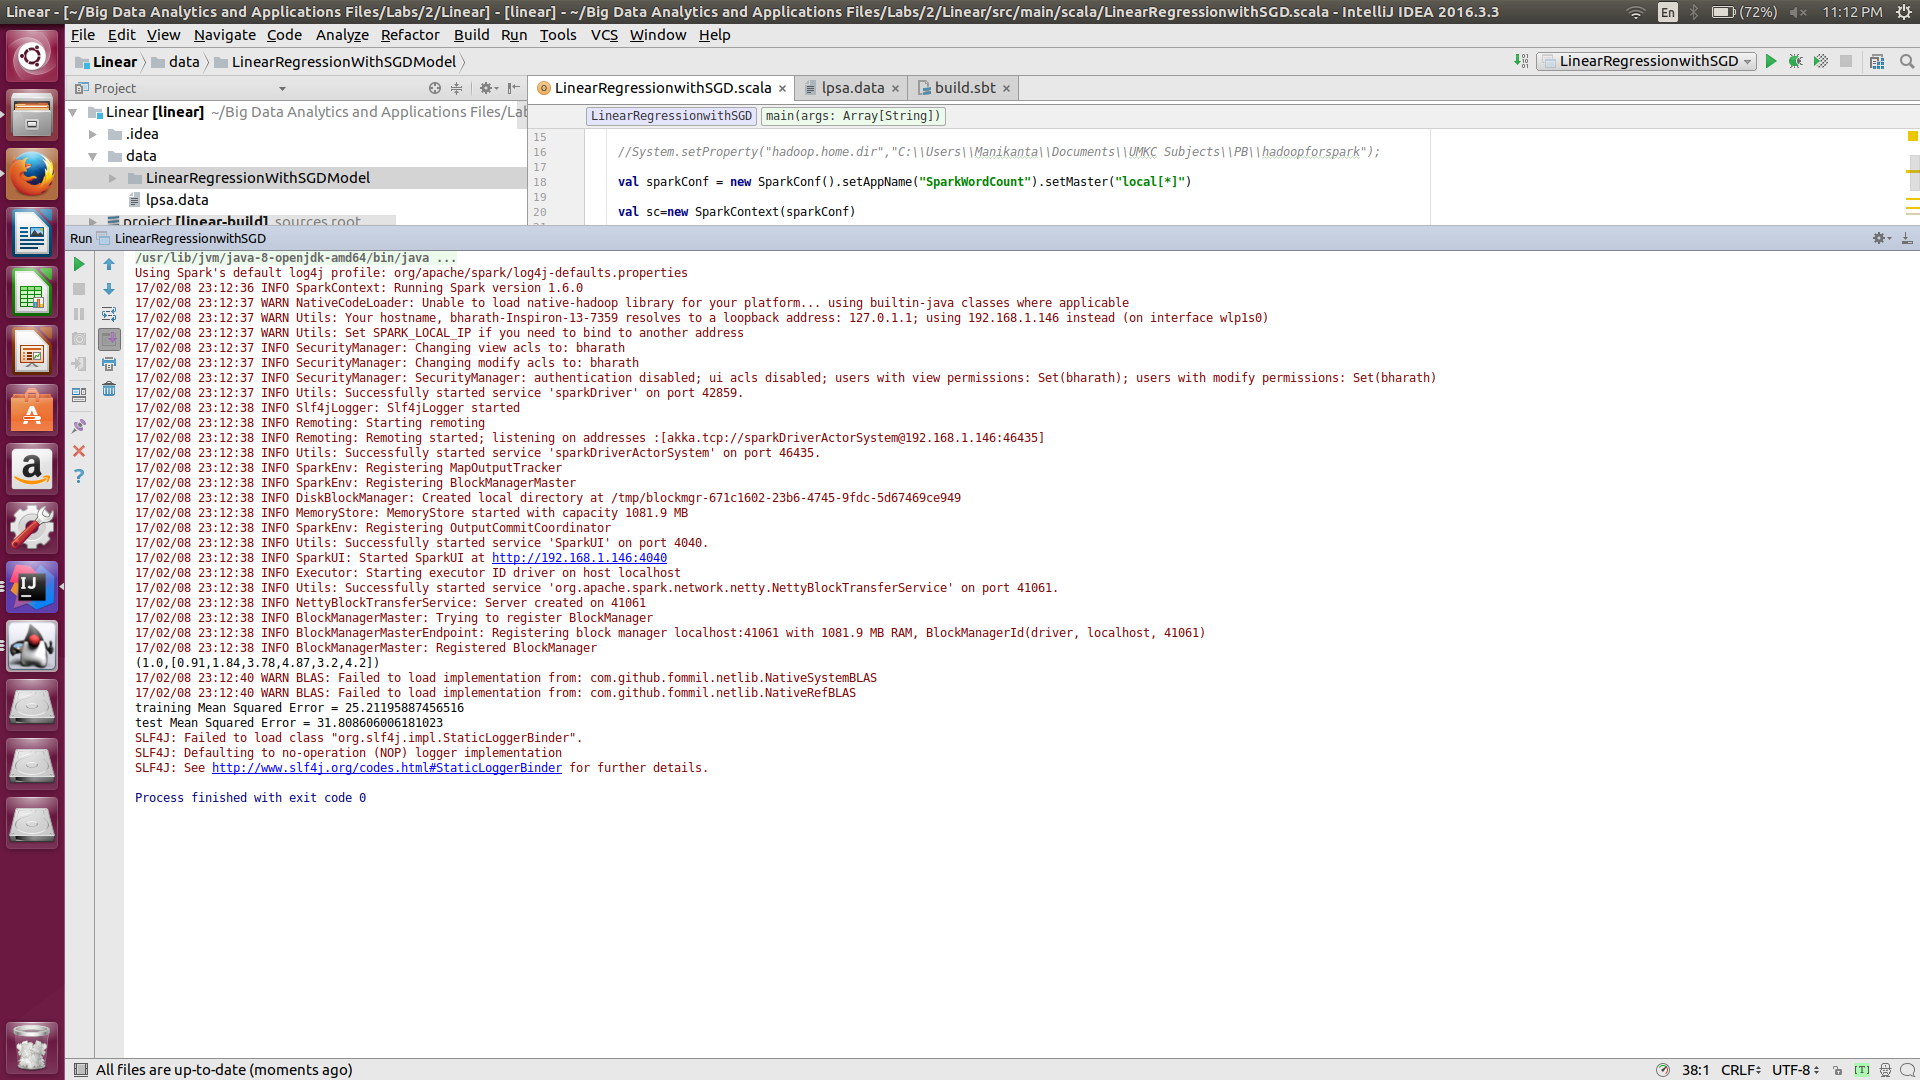 Linear - [~/Big Data Analytics and Applications Files/Labs/2/Linear] - [linear] - ~/Big Data Analytics and Applications Files/Labs/2/Linear/src/main/scala/LinearRegressionwithSGD.scala - IntelliJ IDEA 2016.3.3
En (72%) 11:12 PM
File Edit View Navigate Code Analyze Refactor Build Run Tools VCS Window Help
Linear data LinearRegressionWithSGDModel LinearRegressionwithSGD
Project
LinearRegressionwithSGD.scala × lpsa.data × build.sbt ×
Linear [linear] ~/Big Data Analytics and Applications Files/Lab
.idea
data
LinearRegressionWithSGDModel
lpsa.data
project [linear-build] sources root
LinearRegressionwithSGD main(args: Array[String])
15
16 //System.setProperty("hadoop.home.dir","C:\\Users\\Manikanta\\Documents\\UMKC Subjects\\PB\\hadoopforspark");
17
18 val sparkConf = new SparkConf().setAppName("SparkWordCount").setMaster("local[*]")
19
20 val sc=new SparkContext(sparkConf)
Run LinearRegressionwithSGD
/usr/lib/jvm/java-8-openjdk-amd64/bin/java ...
Using Spark's default log4j profile: org/apache/spark/log4j-defaults.properties
17/02/08 23:12:36 INFO SparkContext: Running Spark version 1.6.0
17/02/08 23:12:37 WARN NativeCodeLoader: Unable to load native-hadoop library for your platform... using builtin-java classes where applicable
17/02/08 23:12:37 WARN Utils: Your hostname, bharath-Inspiron-13-7359 resolves to a loopback address: 127.0.1.1; using 192.168.1.146 instead (on interface wlp1s0)
17/02/08 23:12:37 WARN Utils: Set SPARK_LOCAL_IP if you need to bind to another address
17/02/08 23:12:37 INFO SecurityManager: Changing view acls to: bharath
17/02/08 23:12:37 INFO SecurityManager: Changing modify acls to: bharath
17/02/08 23:12:37 INFO SecurityManager: SecurityManager: authentication disabled; ui acls disabled; users with view permissions: Set(bharath); users with modify permissions: Set(bharath)
17/02/08 23:12:37 INFO Utils: Successfully started service 'sparkDriver' on port 42859.
17/02/08 23:12:38 INFO Slf4jLogger: Slf4jLogger started
17/02/08 23:12:38 INFO Remoting: Starting remoting
17/02/08 23:12:38 INFO Remoting: Remoting started; listening on addresses :[akka.tcp://sparkDriverActorSystem@192.168.1.146:46435]
17/02/08 23:12:38 INFO Utils: Successfully started service 'sparkDriverActorSystem' on port 46435.
17/02/08 23:12:38 INFO SparkEnv: Registering MapOutputTracker
17/02/08 23:12:38 INFO SparkEnv: Registering BlockManagerMaster
17/02/08 23:12:38 INFO DiskBlockManager: Created local directory at /tmp/blockmgr-671c1602-23b6-4745-9fdc-5d67469ce949
17/02/08 23:12:38 INFO MemoryStore: MemoryStore started with capacity 1081.9 MB
17/02/08 23:12:38 INFO SparkEnv: Registering OutputCommitCoordinator
17/02/08 23:12:38 INFO Utils: Successfully started service 'SparkUI' on port 4040.
17/02/08 23:12:38 INFO SparkUI: Started SparkUI at http://192.168.1.146:4040
17/02/08 23:12:38 INFO Executor: Starting executor ID driver on host localhost
17/02/08 23:12:38 INFO Utils: Successfully started service 'org.apache.spark.network.netty.NettyBlockTransferService' on port 41061.
17/02/08 23:12:38 INFO NettyBlockTransferService: Server created on 41061
17/02/08 23:12:38 INFO BlockManagerMaster: Trying to register BlockManager
17/02/08 23:12:38 INFO BlockManagerMasterEndpoint: Registering block manager localhost:41061 with 1081.9 MB RAM, BlockManagerId(driver, localhost, 41061)
17/02/08 23:12:38 INFO BlockManagerMaster: Registered BlockManager
(1.0,[0.91,1.84,3.78,4.87,3.2,4.2])
17/02/08 23:12:40 WARN BLAS: Failed to load implementation from: com.github.fommil.netlib.NativeSystemBLAS
17/02/08 23:12:40 WARN BLAS: Failed to load implementation from: com.github.fommil.netlib.NativeRefBLAS
training Mean Squared Error = 25.21195887456516
test Mean Squared Error = 31.808606006181023
SLF4J: Failed to load class "org.slf4j.impl.StaticLoggerBinder".
SLF4J: Defaulting to no-operation (NOP) logger implementation
SLF4J: See http://www.slf4j.org/codes.html#StaticLoggerBinder for further details.
Process finished with exit code 0
All files are up-to-date (moments ago) 38:1 CRLF UTF-8 [T]